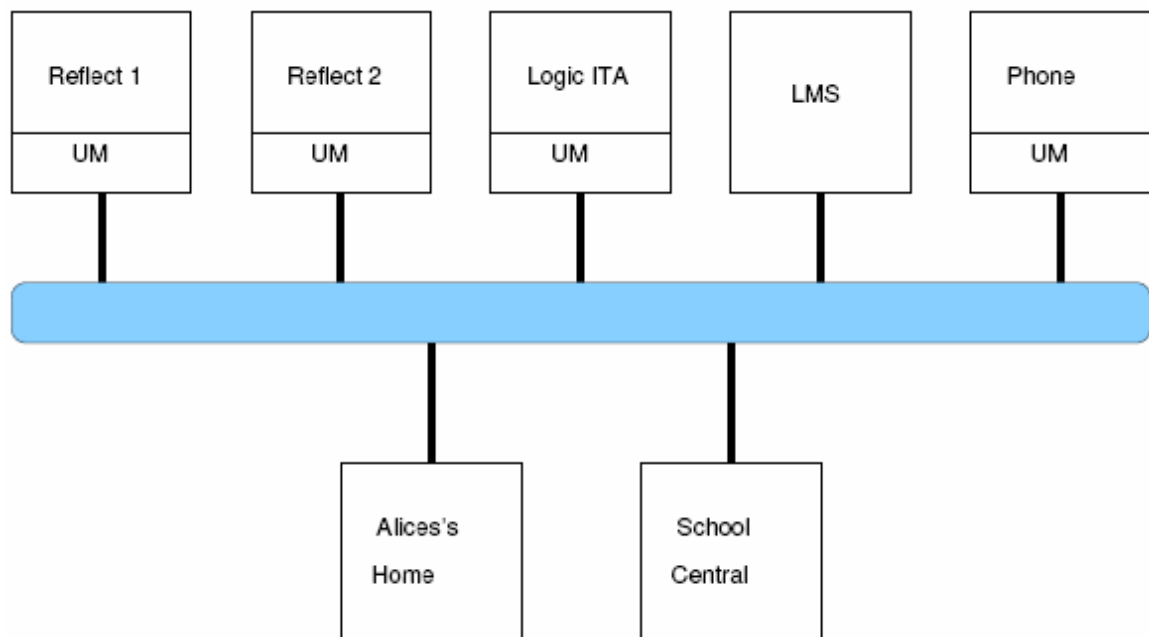 Reflect 1
UM
Reflect 2
UM
Logic ITA
UM
LMS
Phone
UM
Alices's
Home
School
Central